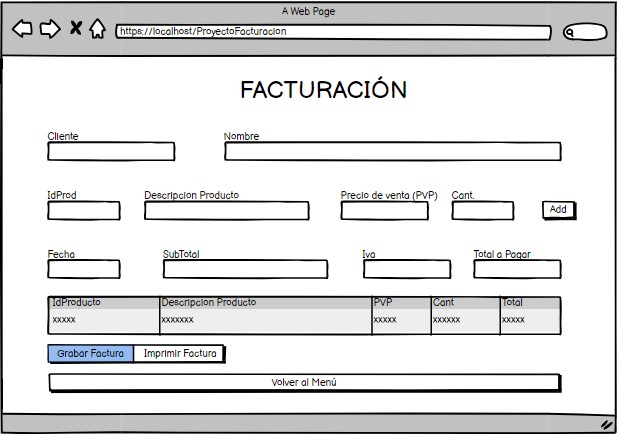 A Web Page
https://localhost/ProyectoFacturacion
FACTURACIÓN
Cliente Nombre
IdProd Descripcion Producto Precio de venta (PVP) Cant.
Add
Fecha SubTotal Iva Total a Pagar
IdProducto Descripcion Producto PVP Cant Total
xxxxx xxxxxxx xxxxx xxxxxx xxxxx
Grabar Factura Imprimir Factura
Volver al Menú